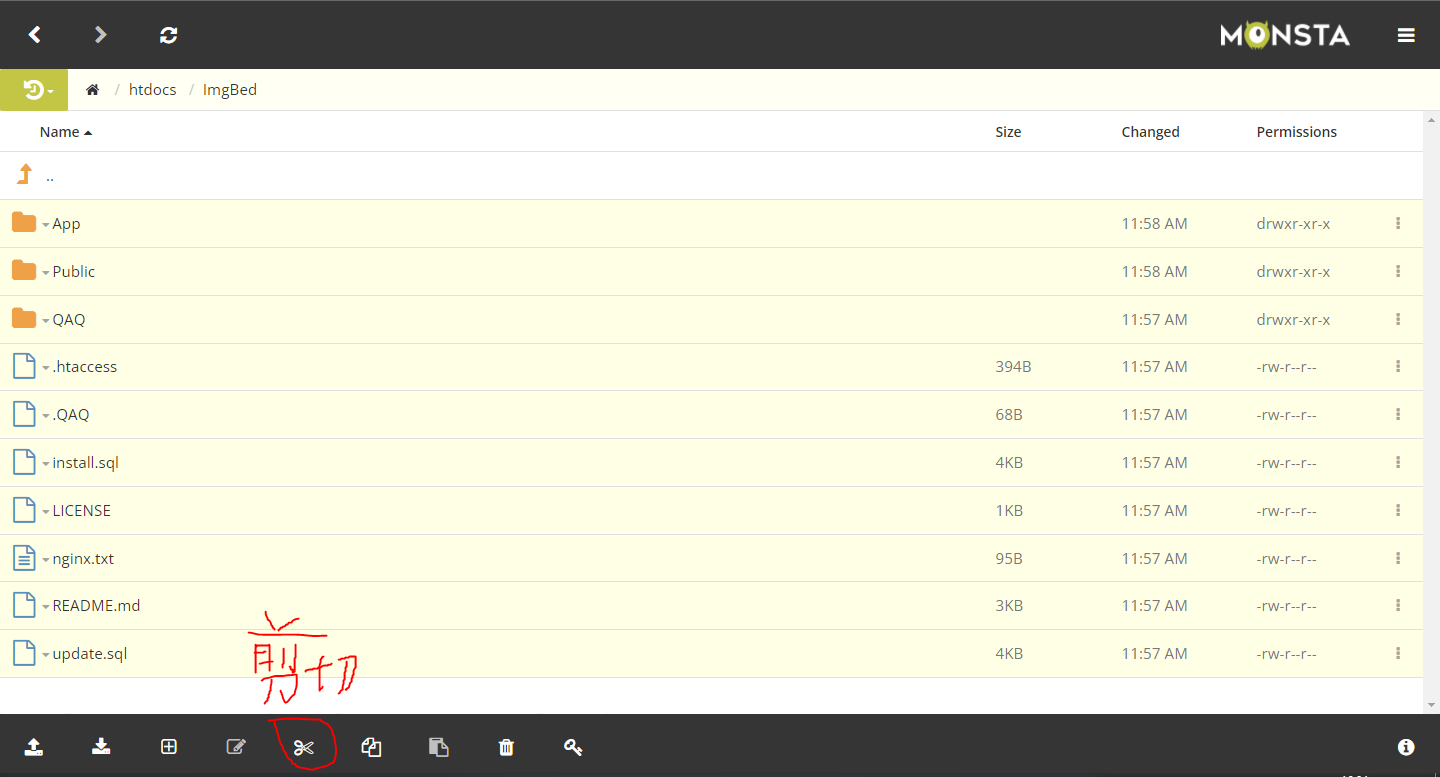 MONSTA
/ htdocs / ImgBed
Name Size Changed Permissions
..
App 11:58 AM drwxr-xr-x
Public 11:58 AM drwxr-xr-x
QAQ 11:57 AM drwxr-xr-x
.htaccess 394B 11:57 AM -rw-r--r--
.QAQ 68B 11:57 AM -rw-r--r--
install.sql 4KB 11:57 AM -rw-r--r--
LICENSE 1KB 11:57 AM -rw-r--r--
nginx.txt 95B 11:57 AM -rw-r--r--
README.md 3KB 11:57 AM -rw-r--r--
update.sql 4KB 11:57 AM -rw-r--r--
剪切